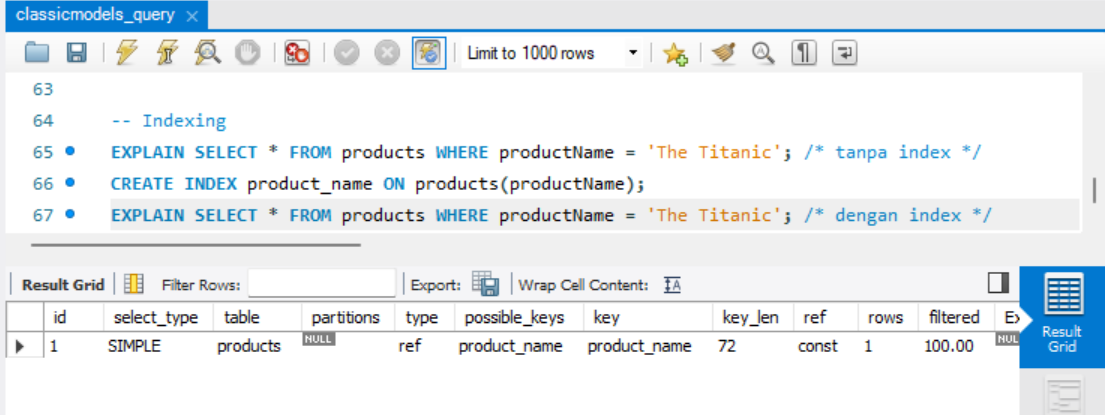 classicmodels_query ×
Limit to 1000 rows
63
64 -- Indexing
65 EXPLAIN SELECT * FROM products WHERE productName = 'The Titanic'; /* tanpa index */
66 CREATE INDEX product_name ON products(productName);
67 EXPLAIN SELECT * FROM products WHERE productName = 'The Titanic'; /* dengan index */
Result Grid Filter Rows: Export: Wrap Cell Content: IA
id select_type table partitions type possible_keys key key_len ref rows filtered Ex
1 SIMPLE products NULL ref product_name product_name 72 const 1 100.00 NUL
Result
Grid